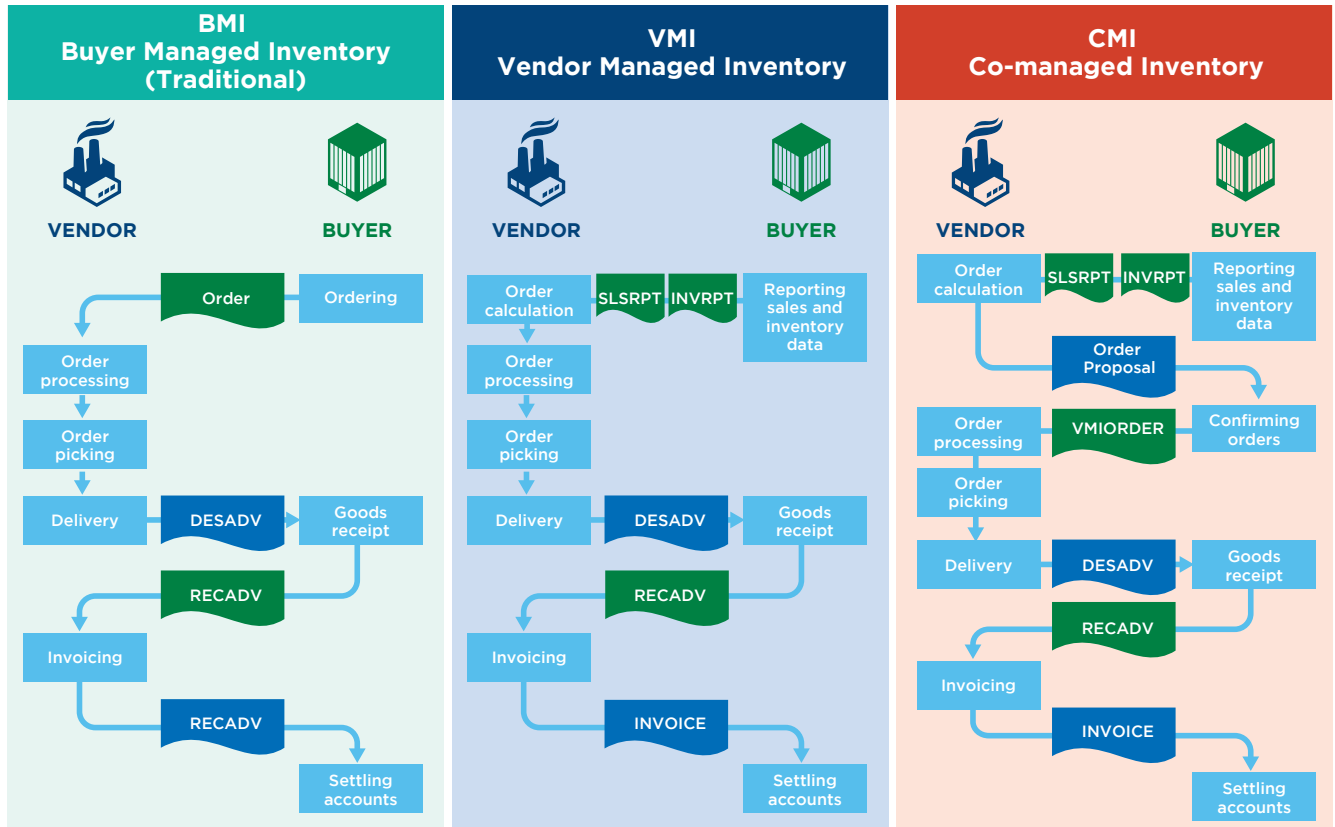 BMI
Buyer Managed Inventory
(Traditional)
VENDOR
BUYER
Order
Ordering
Order
processing
Order
picking
Delivery
DESADV
Goods
receipt
RECADV
Invoicing
RECADV
Settling
accounts
VMI
Vendor Managed Inventory
VENDOR
BUYER
Order
calculation
SLSRPT
INVRPT
Reporting
sales and
inventory
data
Order
processing
Order
picking
Delivery
DESADV
Goods
receipt
RECADV
Invoicing
INVOICE
Settling
accounts
CMI
Co-managed Inventory
VENDOR
BUYER
Order
calculation
SLSRPT
INVRPT
Reporting
sales and
inventory
data
Order
Proposal
Order
processing
VMIORDER
Confirming
orders
Order
picking
Delivery
DESADV
Goods
receipt
RECADV
Invoicing
INVOICE
Settling
accounts